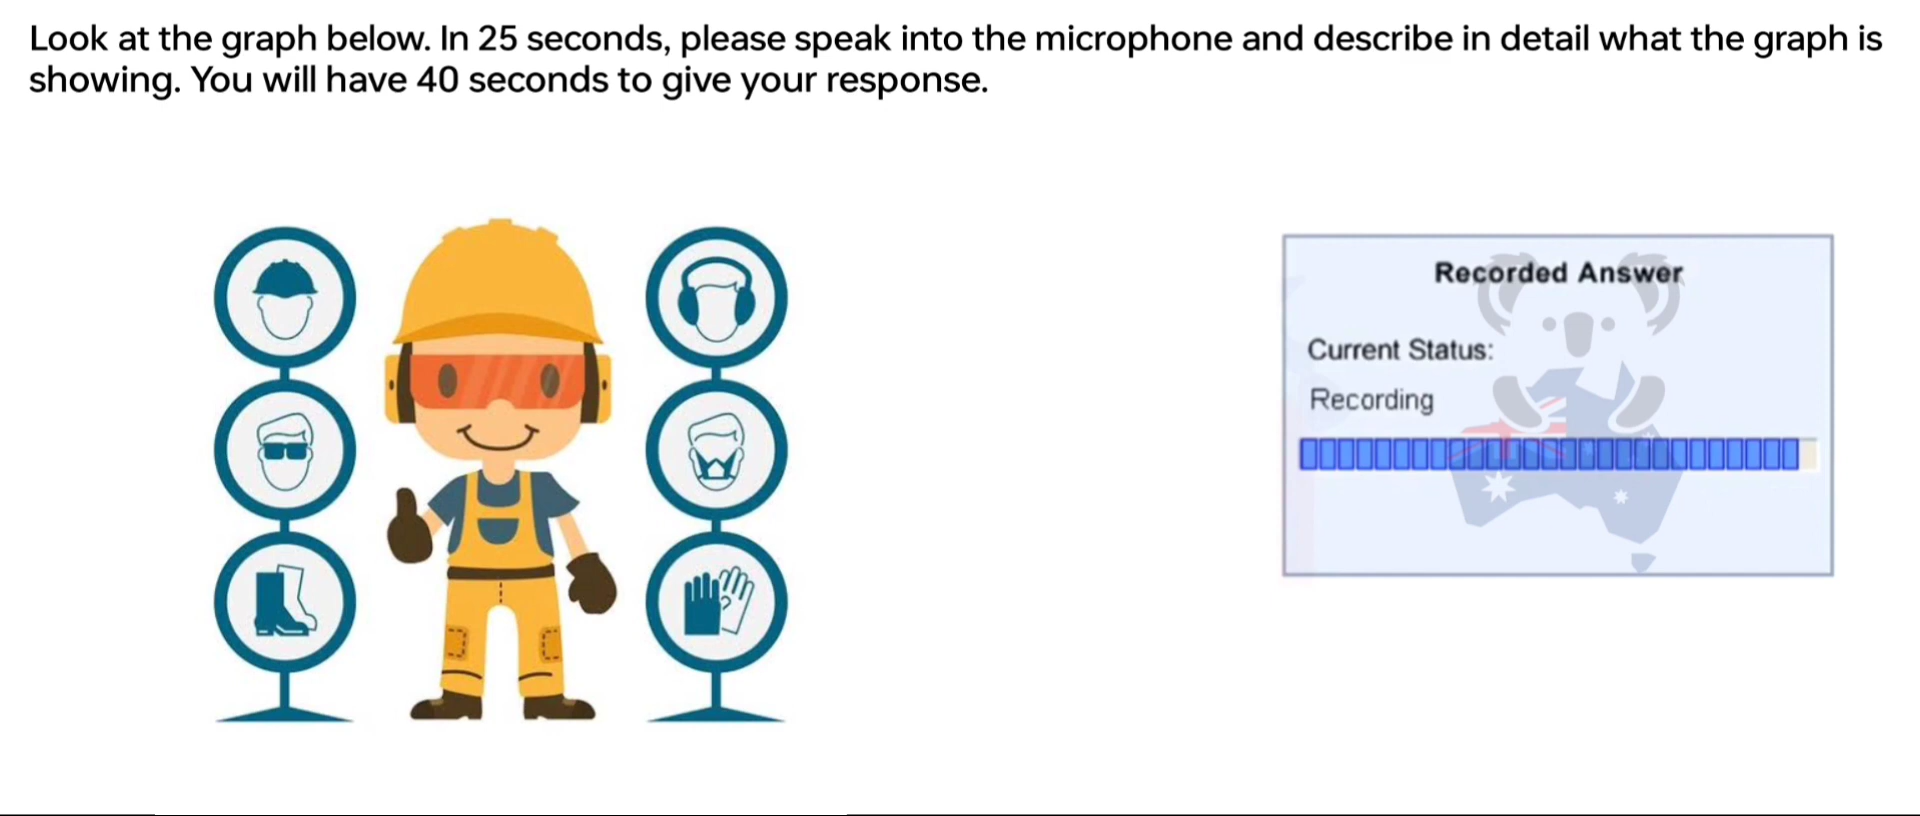 Look at the graph below. In 25 seconds, please speak into the microphone and describe in detail what the graph is
showing. You will have 40 seconds to give your response.
Recorded Answer
Current Status:
Recording